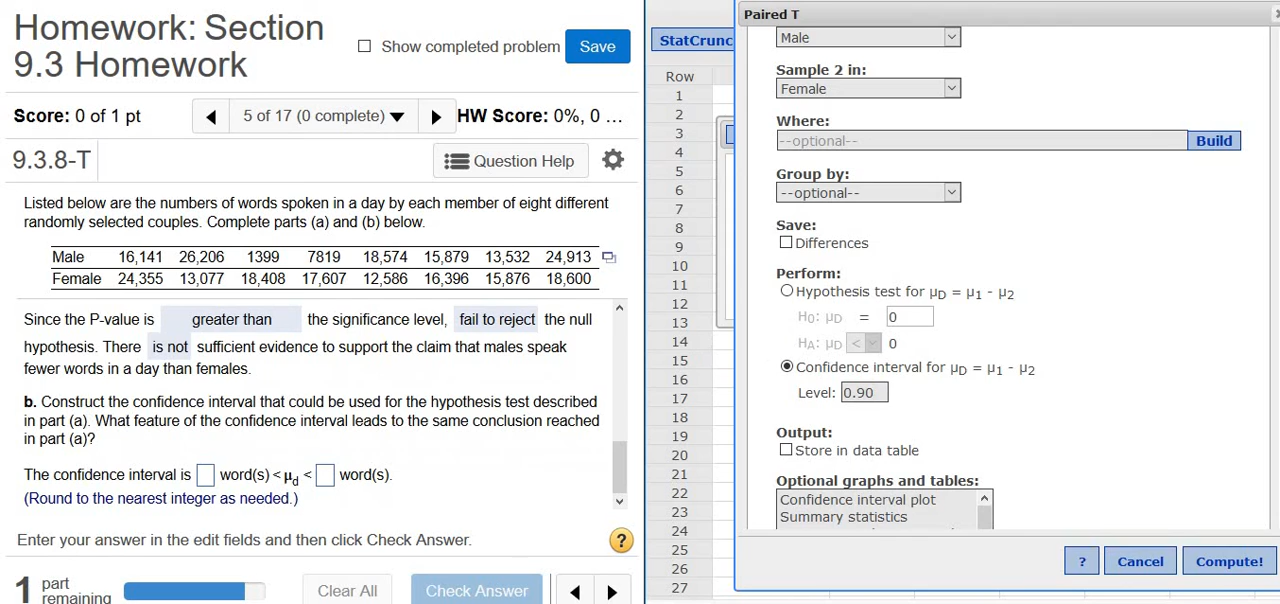 Homework: Section
9.3 Homework
Show completed problem
Save
Score: 0 of 1 pt
5 of 17 (0 complete)
HW Score: 0%, 0 ...
9.3.8-T
Question Help
Listed below are the numbers of words spoken in a day by each member of eight different
randomly selected couples. Complete parts (a) and (b) below.
Male 16,141 26,206 1399 7819 18,574 15,879 13,532 24,913
Female 24,355 13,077 18,408 17,607 12,586 16,396 15,876 18,600
Since the P-value is greater than the significance level, fail to reject the null
hypothesis. There is not sufficient evidence to support the claim that males speak
fewer words in a day than females.
b. Construct the confidence interval that could be used for the hypothesis test described
in part (a). What feature of the confidence interval leads to the same conclusion reached
in part (a)?
The confidence interval is word(s) < μd < word(s).
(Round to the nearest integer as needed.)
Enter your answer in the edit fields and then click Check Answer.
?
1 part
remaining
Clear All
Check Answer
StatCrunc
Row
1
2
3
4
5
6
7
8
9
10
11
12
13
14
15
16
17
18
19
20
21
22
23
24
25
26
27
Paired T
Male
Sample 2 in:
Female
Where:
--optional--
Build
Group by:
--optional--
Save:
Differences
Perform:
Hypothesis test for μD = μ1 - μ2
H0: μD = 0
HA: μD < 0
Confidence interval for μD = μ1 - μ2
Level: 0.90
Output:
Store in data table
Optional graphs and tables:
Confidence interval plot
Summary statistics
?
Cancel
Compute!